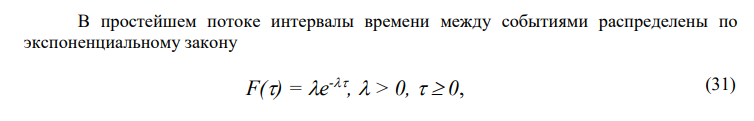 В простейшем потоке интервалы времени между событиями распределены по
экспоненциальному закону
F(τ) = λe^{-λτ}, λ > 0, τ ≥ 0, (31)